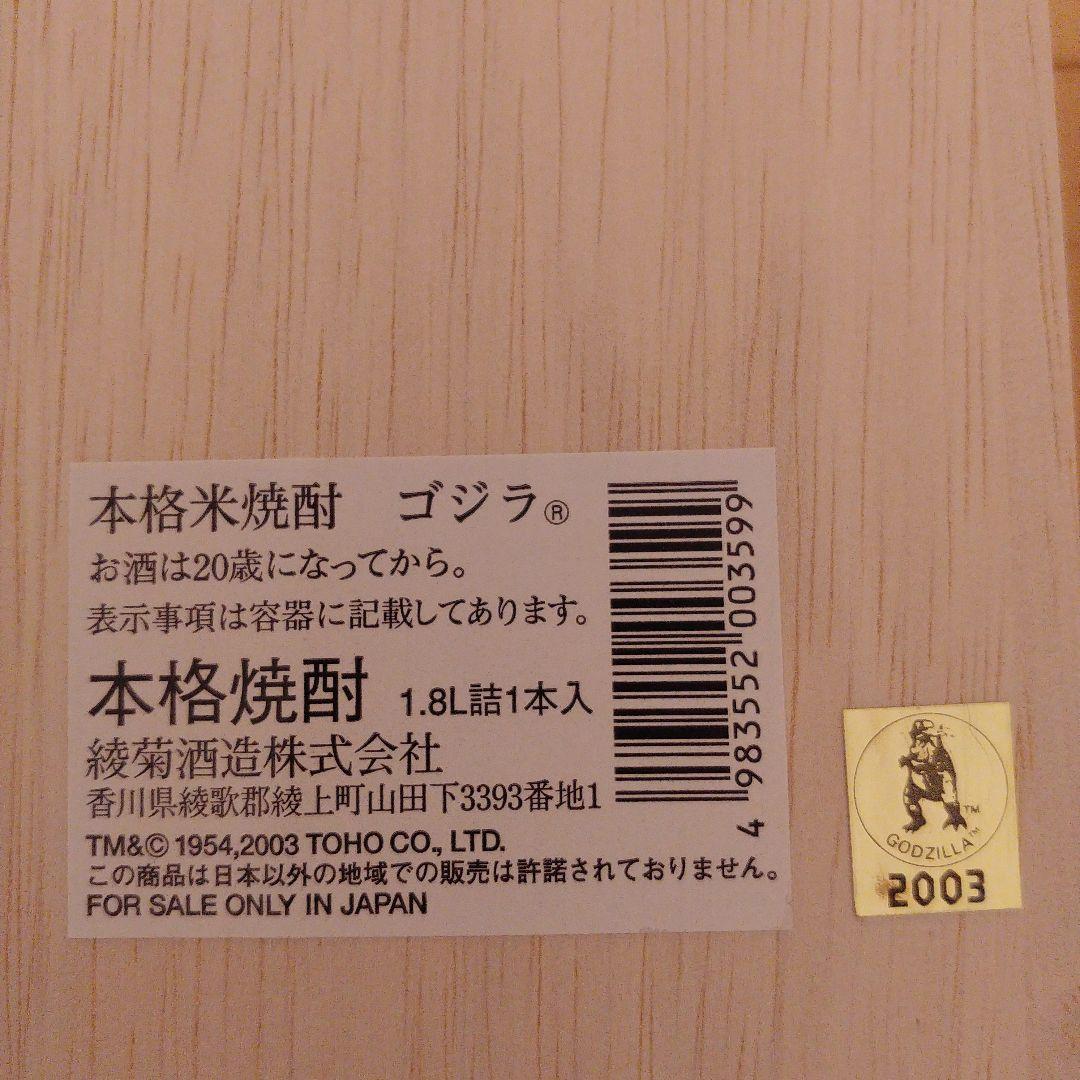 本格米焼酎 ゴジラ®
お酒は20歳になってから。
表示事項は容器に記載してあります。
本格焼酎 1.8L詰1本入
綾菊酒造株式会社
香川県綾歌郡綾上町山田下3393番地1
TM&© 1954,2003 TOHO CO., LTD.
この商品は日本以外の地域での販売は許諾されておりません。
FOR SALE ONLY IN JAPAN
4 983552 003599
TM
GODZILLA™
2003